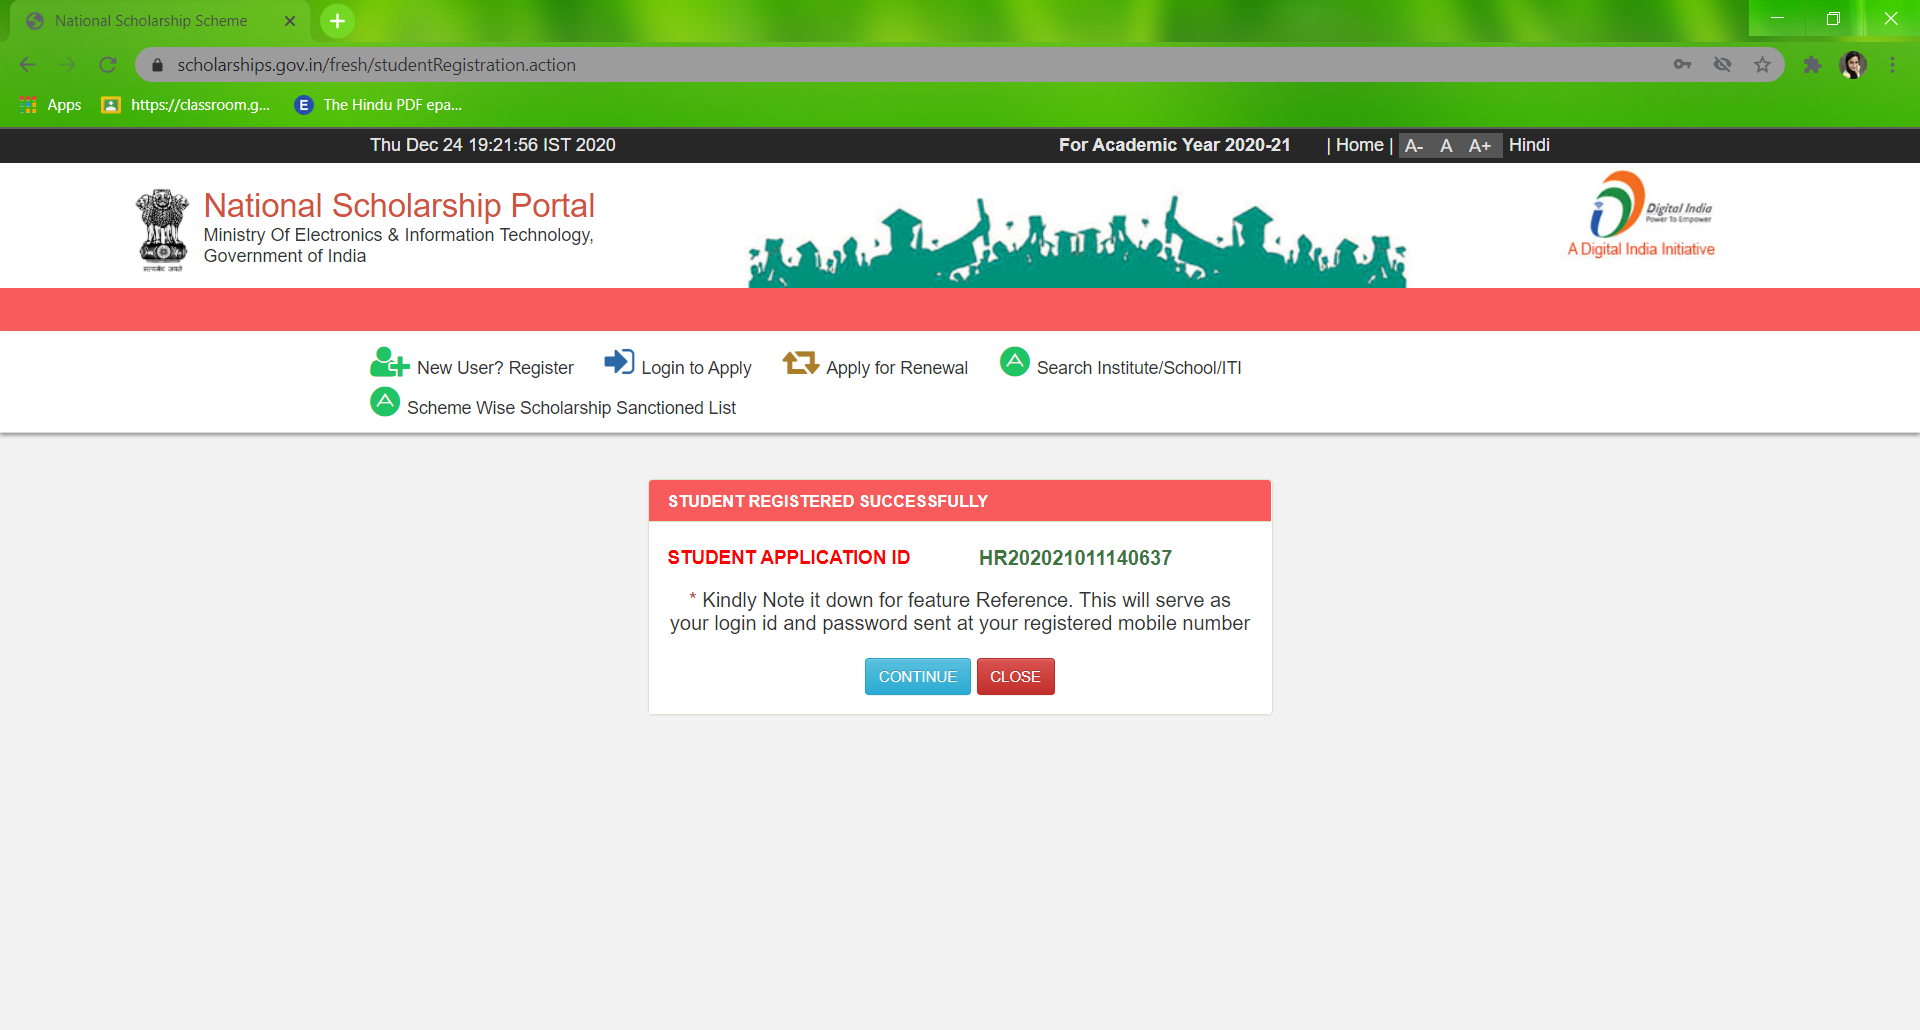 National Scholarship Scheme
scholarships.gov.in/fresh/studentRegistration.action
Apps
https://classroom.g...
E
The Hindu PDF epa...
Thu Dec 24 19:21:56 IST 2020
For Academic Year 2020-21
| Home |
A-
A
A+
Hindi
National Scholarship Portal
Ministry Of Electronics & Information Technology,
Government of India
सत्यमेव जयते
Digital India
Power To Empower
A Digital India Initiative
New User? Register
Login to Apply
Apply for Renewal
Search Institute/School/ITI
Scheme Wise Scholarship Sanctioned List
STUDENT REGISTERED SUCCESSFULLY
STUDENT APPLICATION ID
HR202021011140637
* Kindly Note it down for feature Reference. This will serve as
your login id and password sent at your registered mobile number
CONTINUE
CLOSE